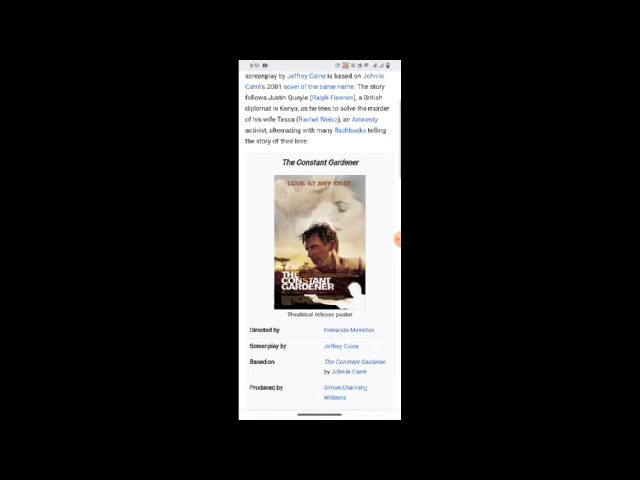 8:51
screenplay by Jeffrey Caine is based on John le
Carré's 2001 novel of the same name. The story
follows Justin Quayle (Ralph Fiennes), a British
diplomat in Kenya, as he tries to solve the murder
of his wife Tessa (Rachel Weisz), an Amnesty
activist, alternating with many flashbacks telling
the story of their love.
The Constant Gardener
LOVE. AT ANY COST.
THE
CONSTANT
GARDENER
Theatrical release poster
Directed by Fernando Meirelles
Screenplay by Jeffrey Caine
Based on The Constant Gardener
by John le Carré
Produced by Simon Channing
Williams